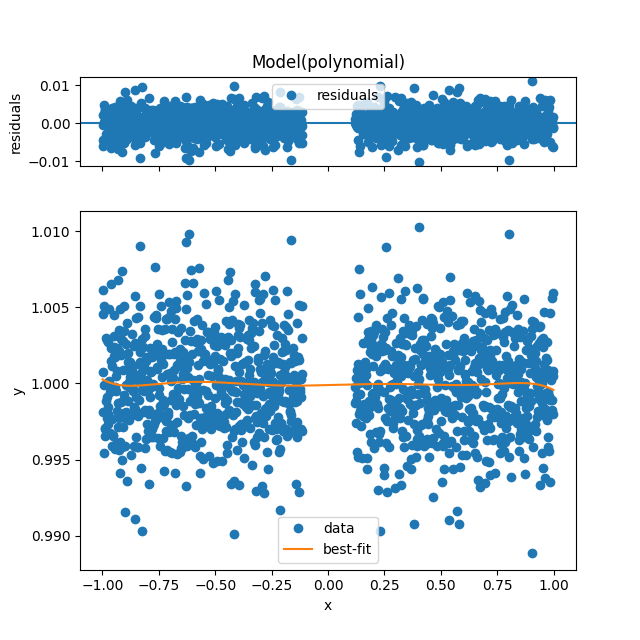 Model(polynomial)
0.01
0.00
−0.01
residuals
residuals
1.010
1.005
1.000
0.995
0.990
y
data
best-fit
−1.00 −0.75 −0.50 −0.25 0.00 0.25 0.50 0.75 1.00
x